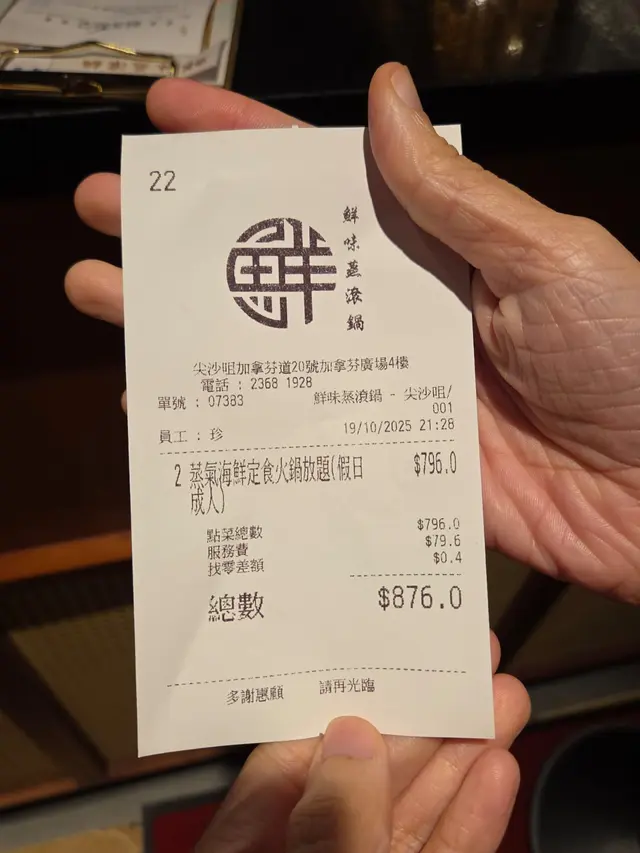 22
鮮
鮮味蒸滾鍋
尖沙咀加拿芬道20號加拿芬廣場4樓
電話 : 2368 1928
單號 : 07383 鮮味蒸滾鍋 - 尖沙咀/
001
員工 : 珍 19/10/2025 21:28
2 蒸氣海鮮定食火鍋放題(假日 $796.0
成人)
點菜總數 $796.0
服務費 $79.6
找零差額 $0.4
總數 $876.0
多謝惠顧 請再光臨